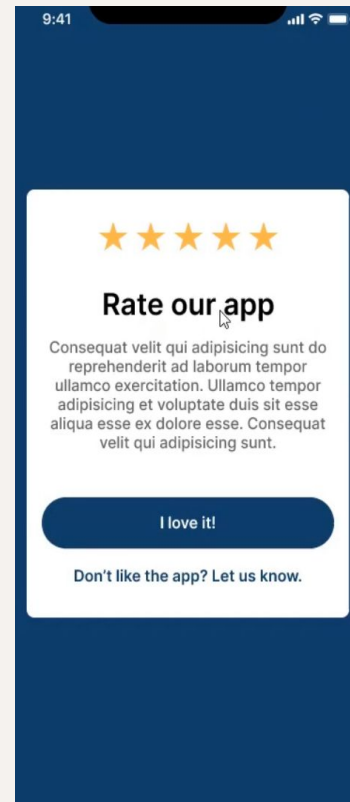 9:41
Rate our app
Consequat velit qui adipisicing sunt do
reprehenderit ad laborum tempor
ullamco exercitation. Ullamco tempor
adipisicing et voluptate duis sit esse
aliqua esse ex dolore esse. Consequat
velit qui adipisicing sunt.
I love it!
Don't like the app? Let us know.